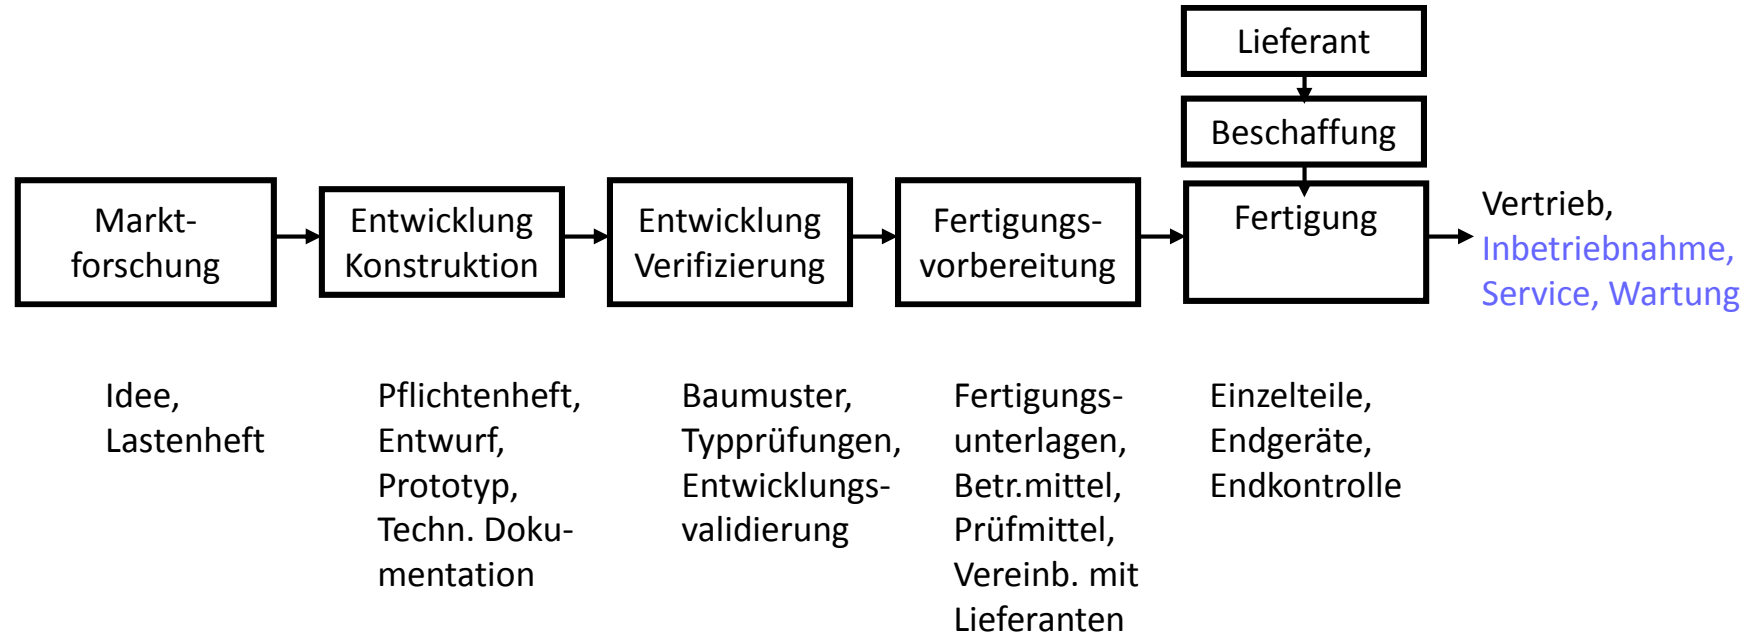 Lieferant
Beschaffung
Markt-
forschung
Entwicklung
Konstruktion
Entwicklung
Verifizierung
Fertigungs-
vorbereitung
Fertigung
Vertrieb,
Inbetriebnahme,
Service, Wartung
Idee,
Lastenheft
Pflichtenheft,
Entwurf,
Prototyp,
Techn. Doku-
mentation
Baumuster,
Typprüfungen,
Entwicklungs-
validierung
Fertigungs-
unterlagen,
Betr.mittel,
Prüfmittel,
Vereinb. mit
Lieferanten
Einzelteile,
Endgeräte,
Endkontrolle